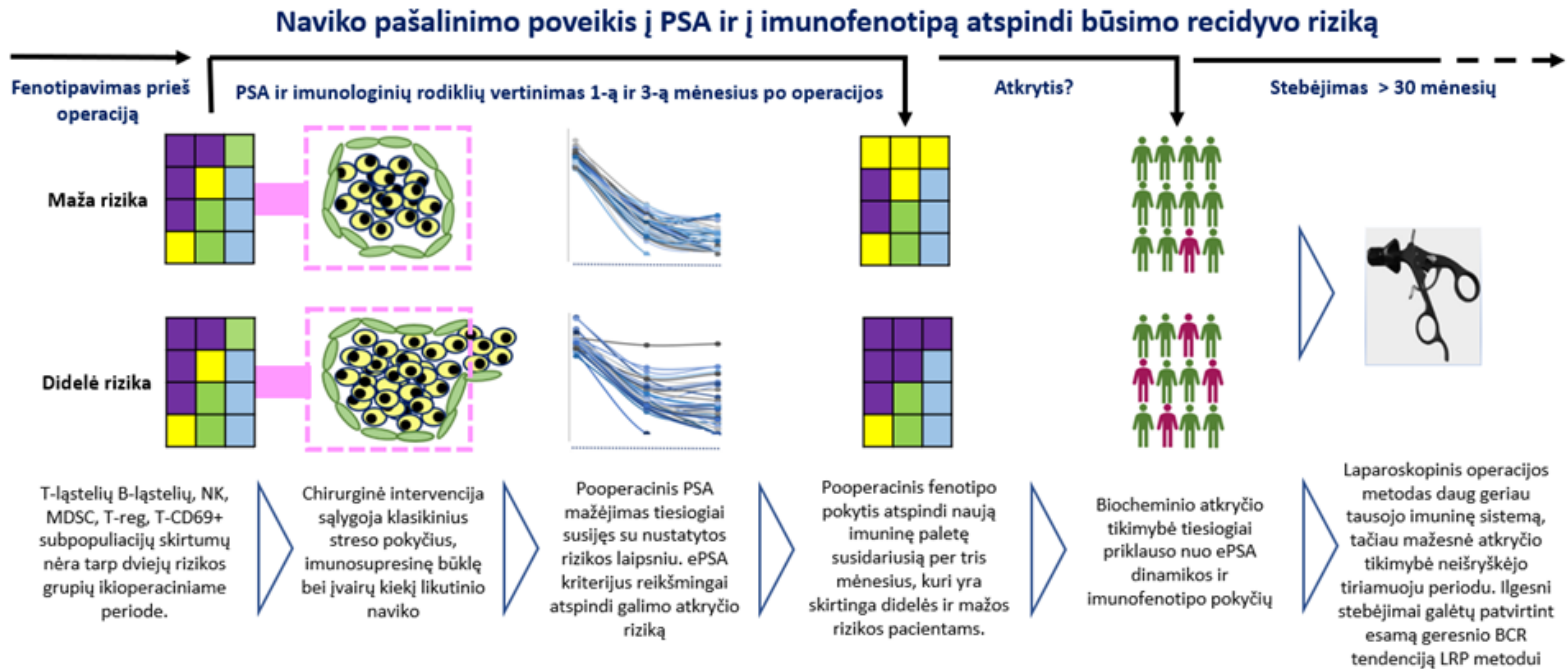 Naviko pašalinimo poveikis į PSA ir į imunofenotipą atspindi būsimo recidyvo riziką
Fenotipavimas prieš
operaciją
PSA ir imunologinių rodiklių vertinimas 1-ą ir 3-ą mėnesius po operacijos
Atkrytis?
Stebėjimas > 30 mėnesių
Maža rizika
Didelė rizika
T-ląstelių B-ląstelių, NK,
MDSC, T-reg, T-CD69+
subpopuliacijų skirtumų
nėra tarp dviejų rizikos
grupių ikioperaciniame
periode.
Chirurginė intervencija
sąlygoja klasikinius
streso pokyčius,
imunosupresinę būklę
bei įvairų kiekį likutinio
naviko
Pooperacinis PSA
mažėjimas tiesiogiai
susijęs su nustatytos
rizikos laipsniu. ePSA
kriterijus reikšmingai
atspindi galimo atkryčio
riziką
Pooperacinis fenotipo
pokytis atspindi naują
imuninę paletę
susidariusią per tris
mėnesius, kuri yra
skirtinga didelės ir mažos
rizikos pacientams.
Biocheminio atkryčio
tikimybė tiesiogiai
priklauso nuo ePSA
dinamikos ir
imunofenotipo pokyčių
Laparoskopinis operacijos
metodas daug geriau
tausojo imuninę sistemą,
tačiau mažesnė atkryčio
tikimybė neišryškėjo
tiriamuoju periodu. Ilgesni
stebėjimai galėtų patvirtint
esamą geresnio BCR
tendenciją LRP metodui